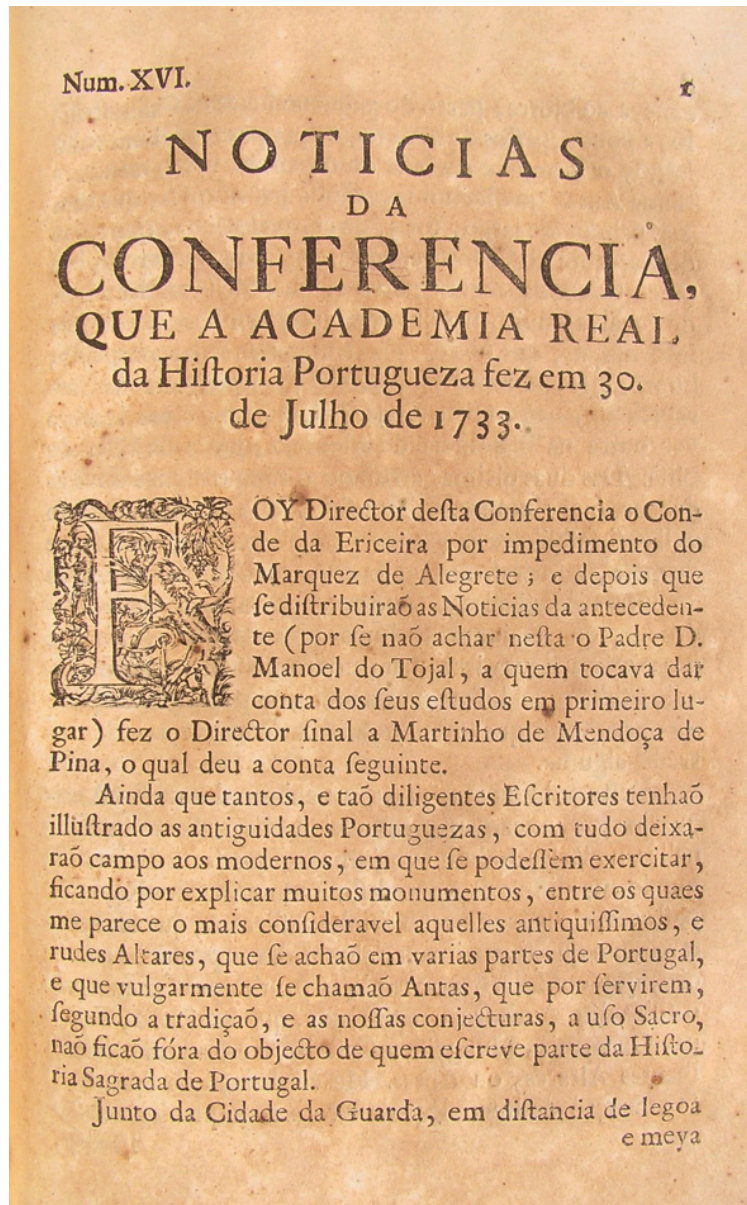 Num. XVI.
1
NOTICIAS
DA
CONFERENCIA,
QUE A ACADEMIA REAL
da Hiſtoria Portugueza fez em 30.
de Julho de 1733.
FOY Director deſta Conferencia o Con-
de da Ericeira por impedimento do
Marquez de Alegrete ; e depois que
ſe diſtribuiraõ as Noticias da anteceden-
te (por ſe naõ achar neſta o Padre D.
Manoel do Tojal, a quem tocava dar
conta dos ſeus eſtudos em primeiro lu-
gar) fez o Director ſinal a Martinho de Mendoça de
Pina, o qual deu a conta ſeguinte.
Ainda que tantos, e taõ diligentes Eſcritores tenhaõ
illuſtrado as antiguidades Portuguezas, com tudo deixa-
raõ campo aos modernos, em que ſe podeſſem exercitar,
ficando por explicar muitos monumentos, entre os quaes
me parece o mais conſideravel aquelles antiquiſſimos, e
rudes Altares, que ſe achaõ em varias partes de Portugal,
e que vulgarmente ſe chamaõ Antas, que por ſervirem,
ſegundo a tradiçaõ, e as noſſas conjecturas, a uſo Sacro,
naõ ficaõ fóra do objecto de quem eſcreve parte da Hiſto-
ria Sagrada de Portugal.
Junto da Cidade da Guarda, em diſtancia de legoa
e meya